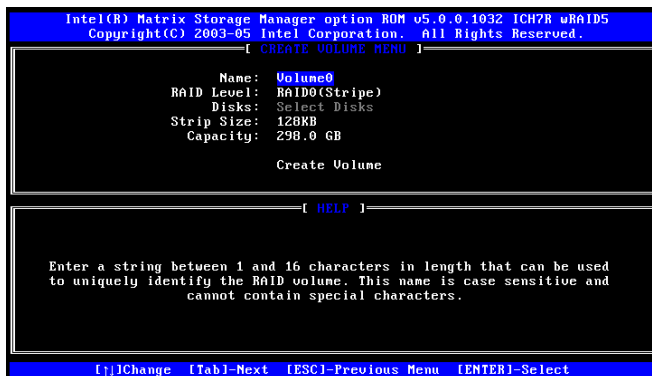 Intel(R) Matrix Storage Manager option ROM v5.0.0.1032 ICH7R wRAID5
Copyright(C) 2003-05 Intel Corporation. All Rights Reserved.
[ CREATE VOLUME MENU ]
Name: Volume0
RAID Level: RAID0(Stripe)
Disks: Select Disks
Strip Size: 128KB
Capacity: 298.0 GB
Create Volume
[ HELP ]
Enter a string between 1 and 16 characters in length that can be used
to uniquely identify the RAID volume. This name is case sensitive and
cannot contain special characters.
[↑↓]Change [Tab]-Next [ESC]-Previous Menu [ENTER]-Select